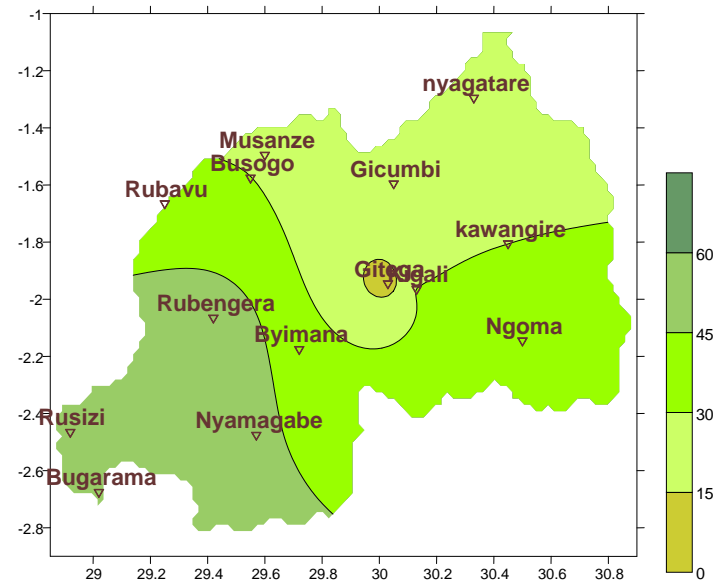 -1
-1.2
nyagatare
-1.4
Musanze
Busogo
Gicumbi
-1.6
Rubavu
kawangire
-1.8
Gitega
Kigali
-2
Rubengera
Byimana
Ngoma
-2.2
-2.4
Rusizi
Nyamagabe
-2.6
Bugarama
-2.8
29 29.2 29.4 29.6 29.8 30 30.2 30.4 30.6 30.8
60
45
30
15
0